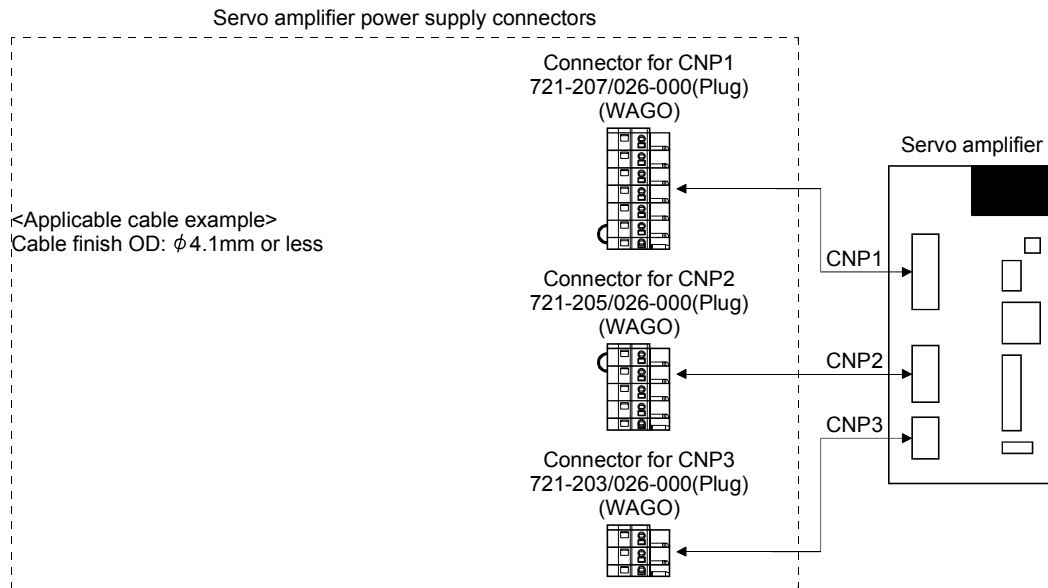 Servo amplifier power supply connectors
Connector for CNP1
721-207/026-000(Plug)
(WAGO)
Servo amplifier
<Applicable cable example>
Cable finish OD: φ4.1mm or less
CNP1
Connector for CNP2
721-205/026-000(Plug)
(WAGO)
CNP2
CNP3
Connector for CNP3
721-203/026-000(Plug)
(WAGO)